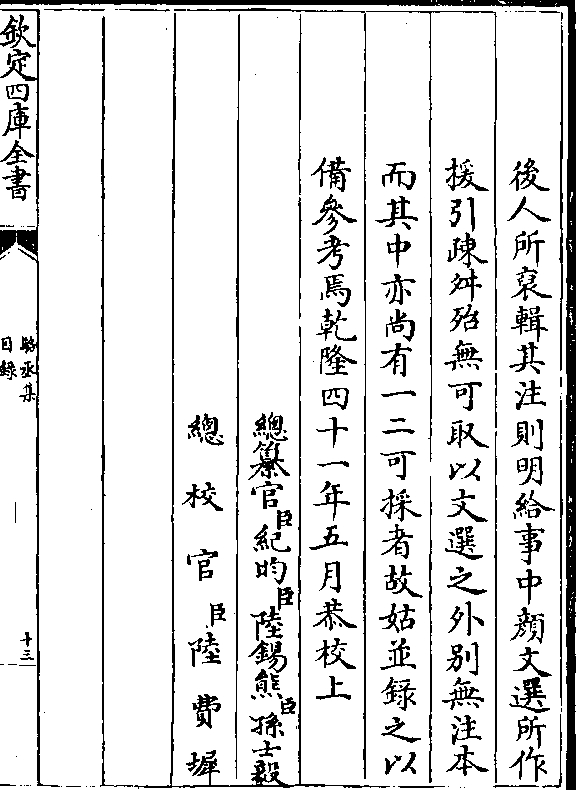 後人所裒輯其注則明給事中顏文選所作
援引疎舛殆無可取以文選之外别無注本
而其中亦尚有一二可採者故姑並録之以
備參考焉乾隆四十一年五月恭校上
總纂官臣紀昀臣陸錫熊臣孫士毅
總校官臣陸費墀
欽定四庫全書
駱丞集
目録
十三